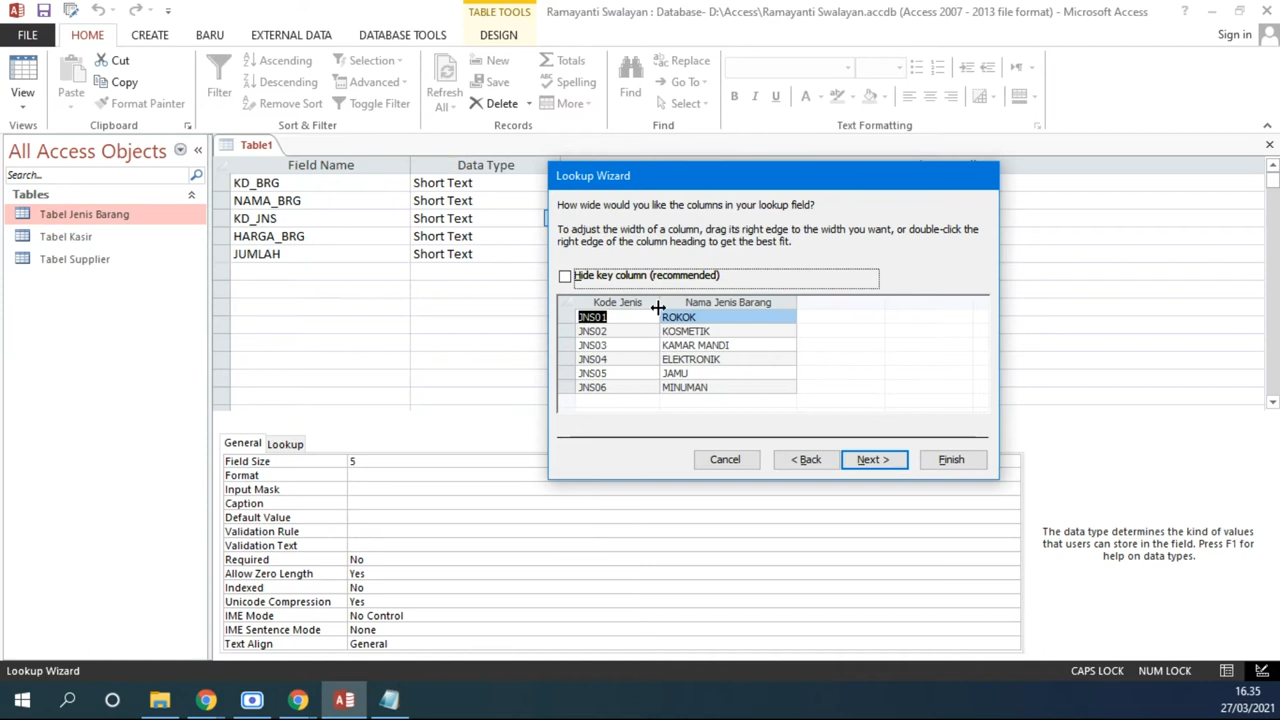 TABLE TOOLS
Ramayanti Swalayan : Database- D:\Access\Ramayanti Swalayan.accdb (Access 2007 - 2013 file format) - Microsoft Access
?
FILE HOME CREATE BARU EXTERNAL DATA DATABASE TOOLS DESIGN
Sign in
View
Paste
Cut
Copy
Format Painter
Filter
Ascending
Descending
Remove Sort
Selection
Advanced
Toggle Filter
Refresh
All
New
Save
Delete
Totals
Spelling
More
Find
Replace
Go To
Select
B I U A
Views Clipboard Sort & Filter Records Find Text Formatting
All Access Objects
Search...
Tables
Tabel Jenis Barang
Tabel Kasir
Tabel Supplier
Table1
Field Name Data Type
KD_BRG Short Text
NAMA_BRG Short Text
KD_JNS Short Text
HARGA_BRG Short Text
JUMLAH Short Text
Lookup Wizard
How wide would you like the columns in your lookup field?
To adjust the width of a column, drag its right edge to the width you want, or double-click the
right edge of the column heading to get the best fit.
Hide key column (recommended)
Kode Jenis Nama Jenis Barang
JNS01 ROKOK
JNS02 KOSMETIK
JNS03 KAMAR MANDI
JNS04 ELEKTRONIK
JNS05 JAMU
JNS06 MINUMAN
Cancel < Back Next > Finish
General Lookup
Field Size 5
Format
Input Mask
Caption
Default Value
Validation Rule
Validation Text
Required No
Allow Zero Length Yes
Indexed No
Unicode Compression Yes
IME Mode No Control
IME Sentence Mode None
Text Align General
The data type determines the kind of values
that users can store in the field. Press F1 for
help on data types.
Lookup Wizard
CAPS LOCK NUM LOCK
16.35
27/03/2021